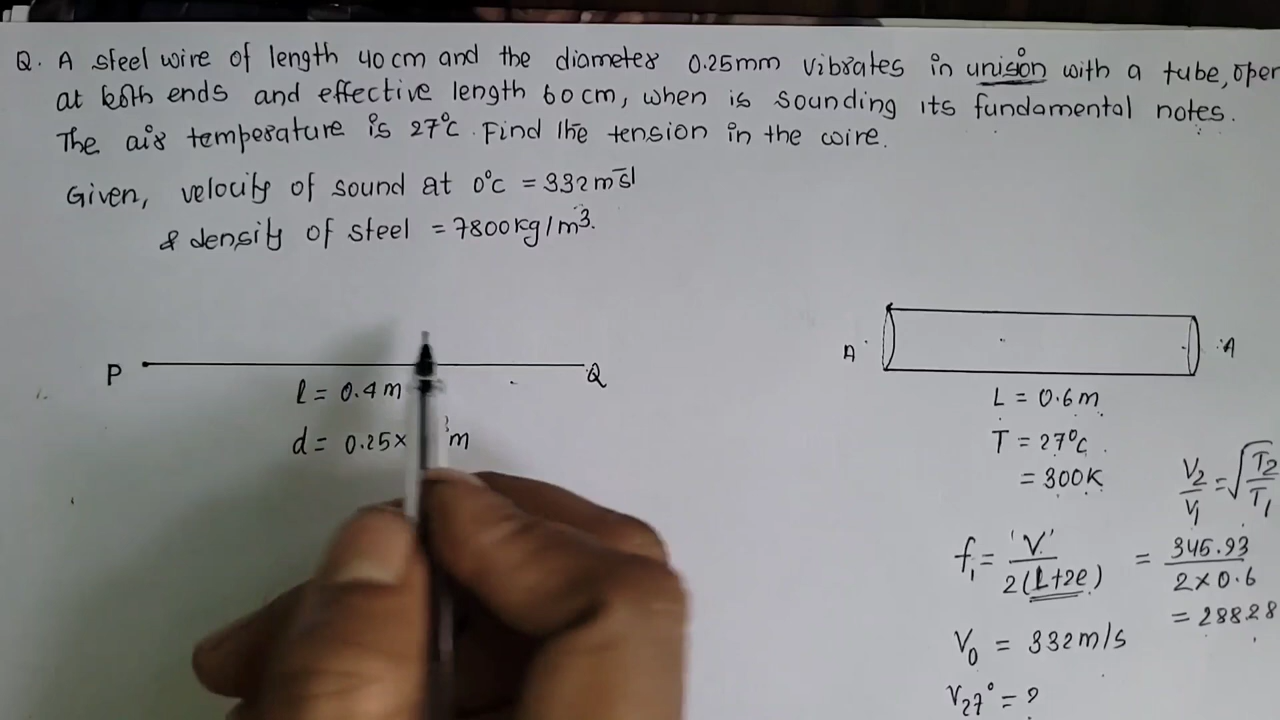 Q. A steel wire of length 40 cm and the diameter 0.25mm vibrates in unison with a tube, open
at both ends and effective length 60 cm, when is sounding its fundamental notes.
The air temperature is 27°C. Find the tension in the wire.
Given, velocity of sound at 0°C = 332 ms⁻¹
& density of steel = 7800 kg/m³.
P Q
l = 0.4 m
d = 0.25× m
A A
L = 0.6 m
T = 27°C
= 300K
V₂/V₁ = √(T₂/T₁)
f₁ = 'V'/2(L+2e) = 345.93/2×0.6
= 28828
V₀ = 332 m/s
V₂₇° = ?